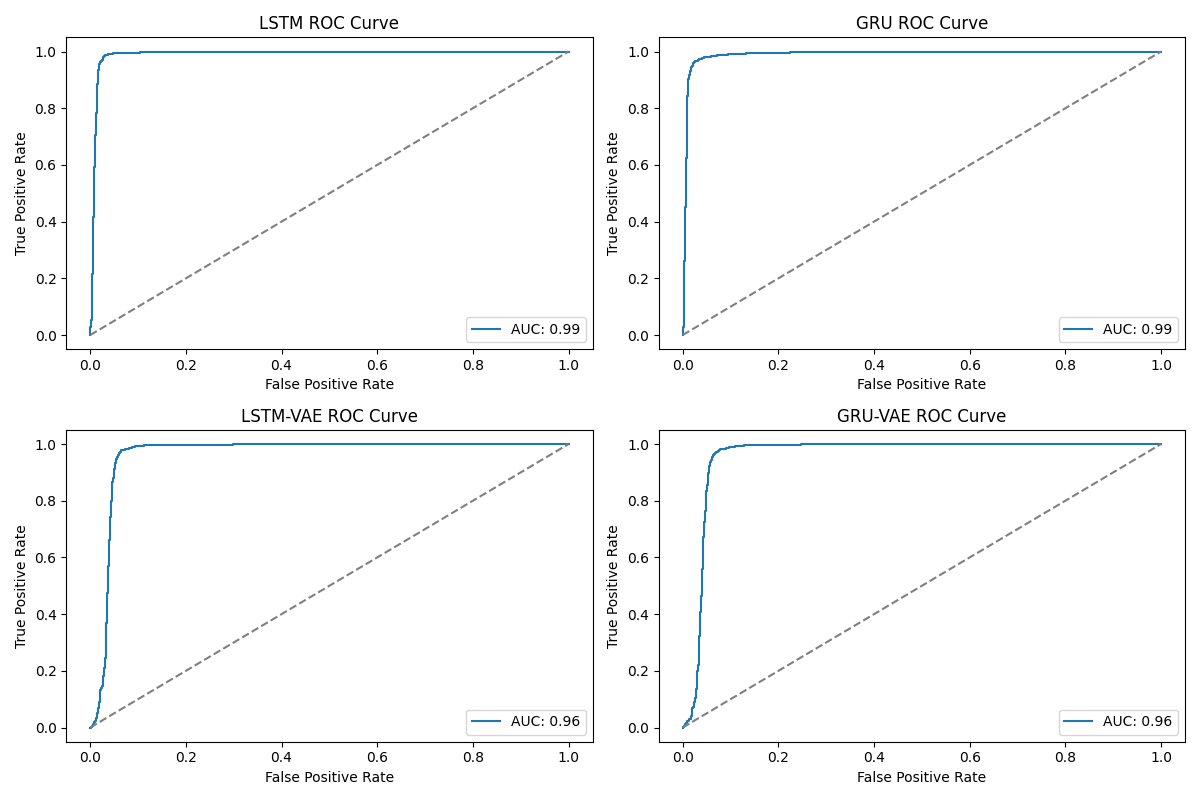 LSTM ROC Curve
1.0
0.8
0.6
0.4
0.2
0.0
True Positive Rate
AUC: 0.99
0.0 0.2 0.4 0.6 0.8 1.0
False Positive Rate
GRU ROC Curve
1.0
0.8
0.6
0.4
0.2
0.0
True Positive Rate
AUC: 0.99
0.0 0.2 0.4 0.6 0.8 1.0
False Positive Rate
LSTM-VAE ROC Curve
1.0
0.8
0.6
0.4
0.2
0.0
True Positive Rate
AUC: 0.96
0.0 0.2 0.4 0.6 0.8 1.0
False Positive Rate
GRU-VAE ROC Curve
1.0
0.8
0.6
0.4
0.2
0.0
True Positive Rate
AUC: 0.96
0.0 0.2 0.4 0.6 0.8 1.0
False Positive Rate